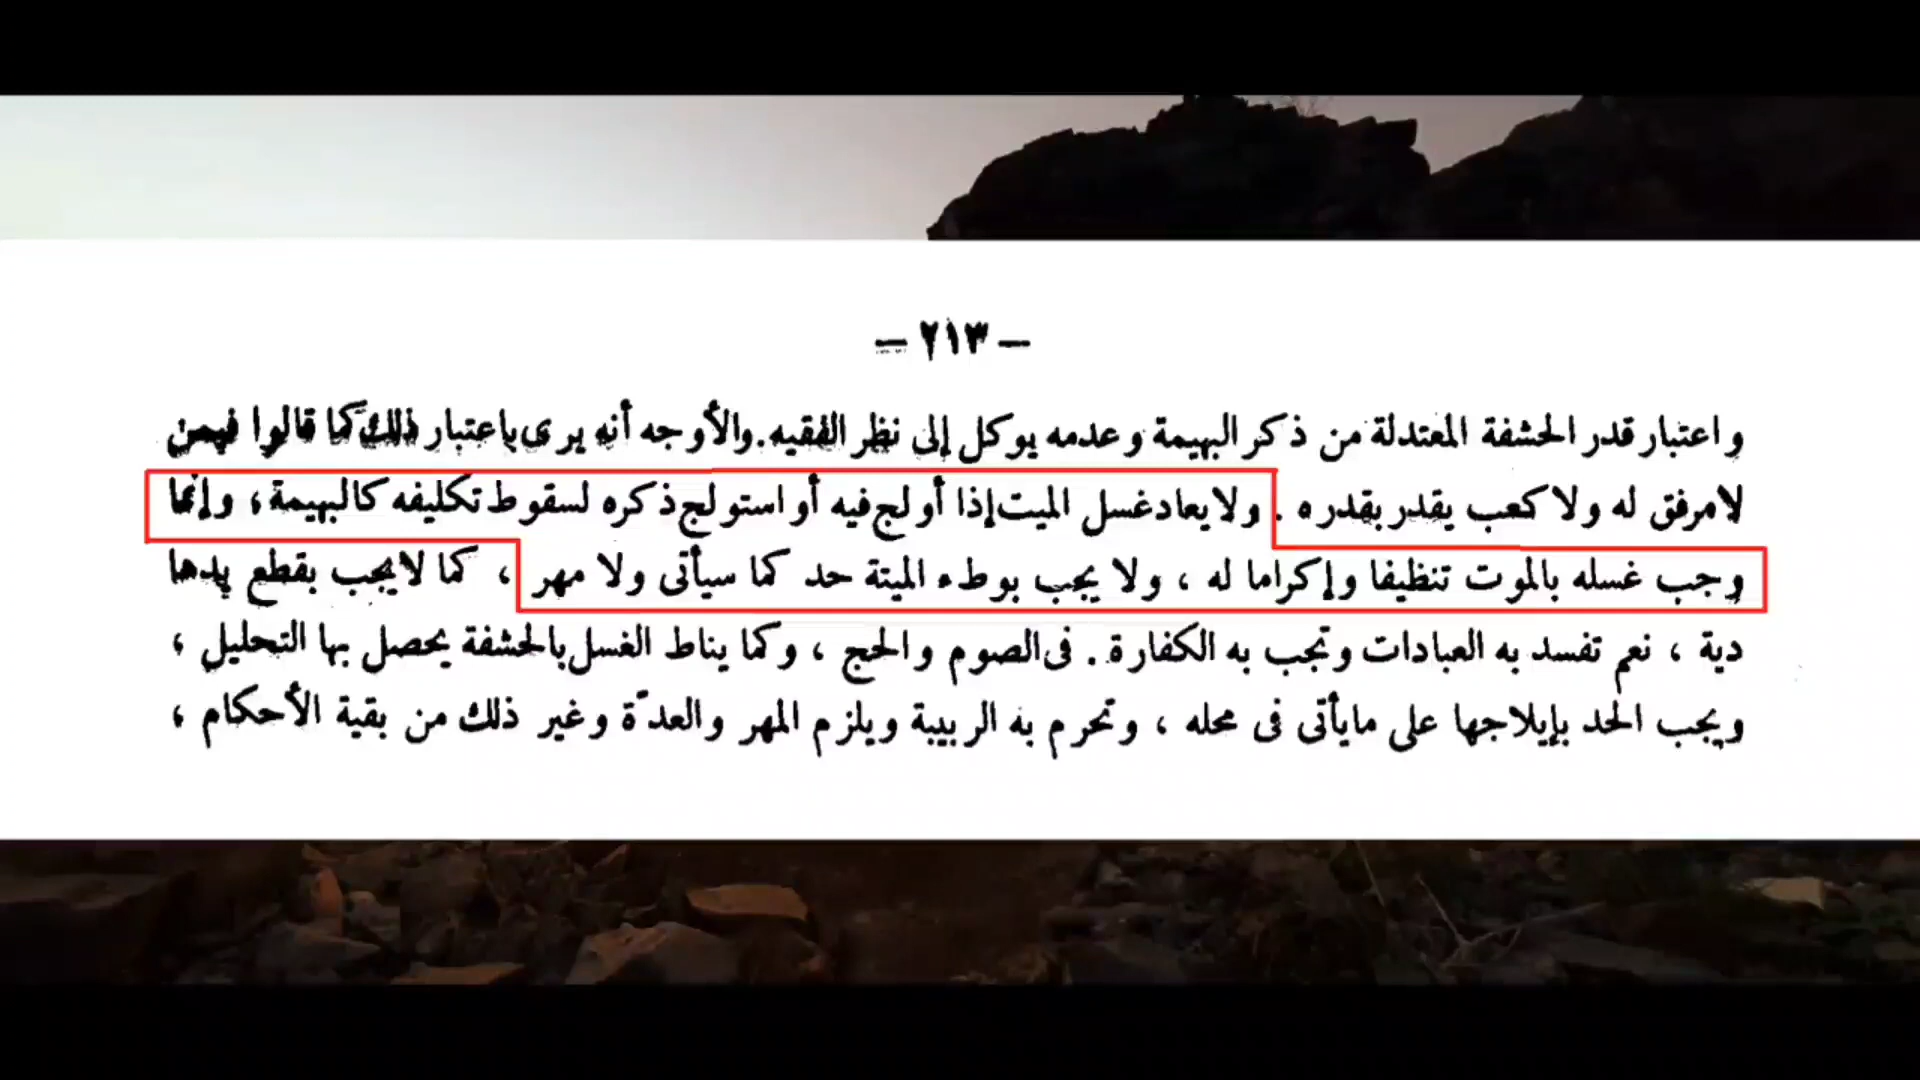 – ٢١٣ –
واعتبار قدر الحشفة المعتدلة من ذكر البهيمة وعدمه يوكل إلى نظر الفقيه. والأوجه أنه يرى باعتبار ذلك كما قالوا فيمن
لا مرفق له ولا كعب يقدر بقدره . ولا يعاد غسل الميت إذا أولج فيه أو استولج ذكره لسقوط تكليفه كالبهيمة ، وإنما
وجب غسله بالموت تنظيفا وإكراما له ، ولا يجب بوطء الميتة حد كما سيأتى ولا مهر ، كما لا يجب بقطع يدها
دية ، نعم تفسد به العبادات وتجب به الكفارة . فى الصوم والحج ، وكما يناط الغسل بالحشفة يحصل بها التحليل ،
ويجب الحد بإيلاجها على ما يأتى فى محله ، وتحرم به الربيبة ويلزم المهر والعدّة وغير ذلك من بقية الأحكام ،